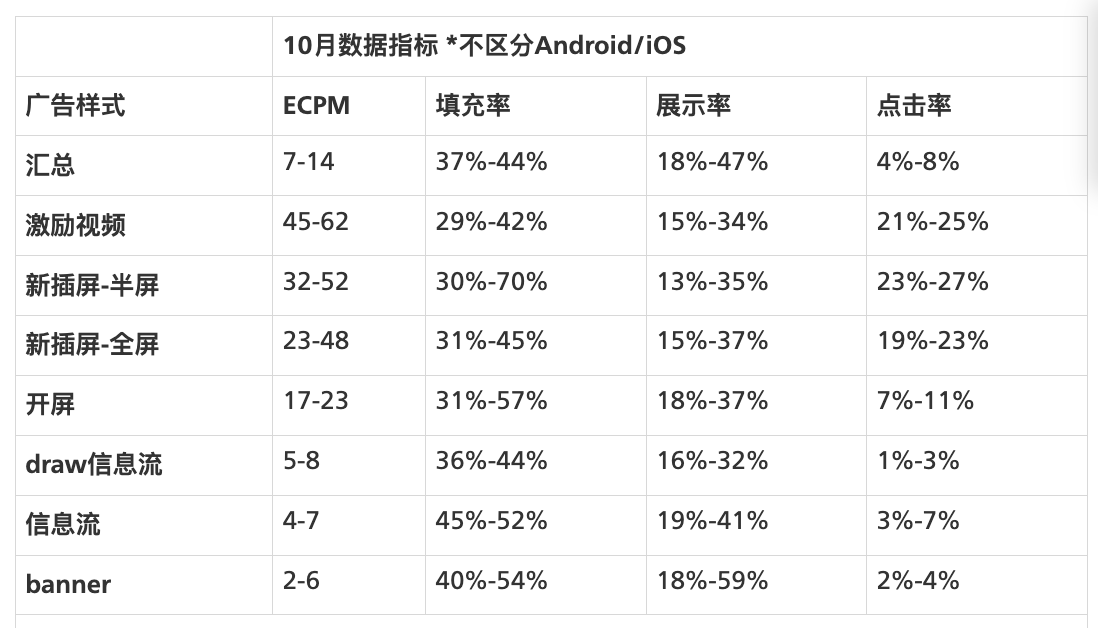 10月数据指标 *不区分Android/iOS
广告样式 ECPM 填充率 展示率 点击率
汇总 7-14 37%-44% 18%-47% 4%-8%
激励视频 45-62 29%-42% 15%-34% 21%-25%
新插屏-半屏 32-52 30%-70% 13%-35% 23%-27%
新插屏-全屏 23-48 31%-45% 15%-37% 19%-23%
开屏 17-23 31%-57% 18%-37% 7%-11%
draw信息流 5-8 36%-44% 16%-32% 1%-3%
信息流 4-7 45%-52% 19%-41% 3%-7%
banner 2-6 40%-54% 18%-59% 2%-4%